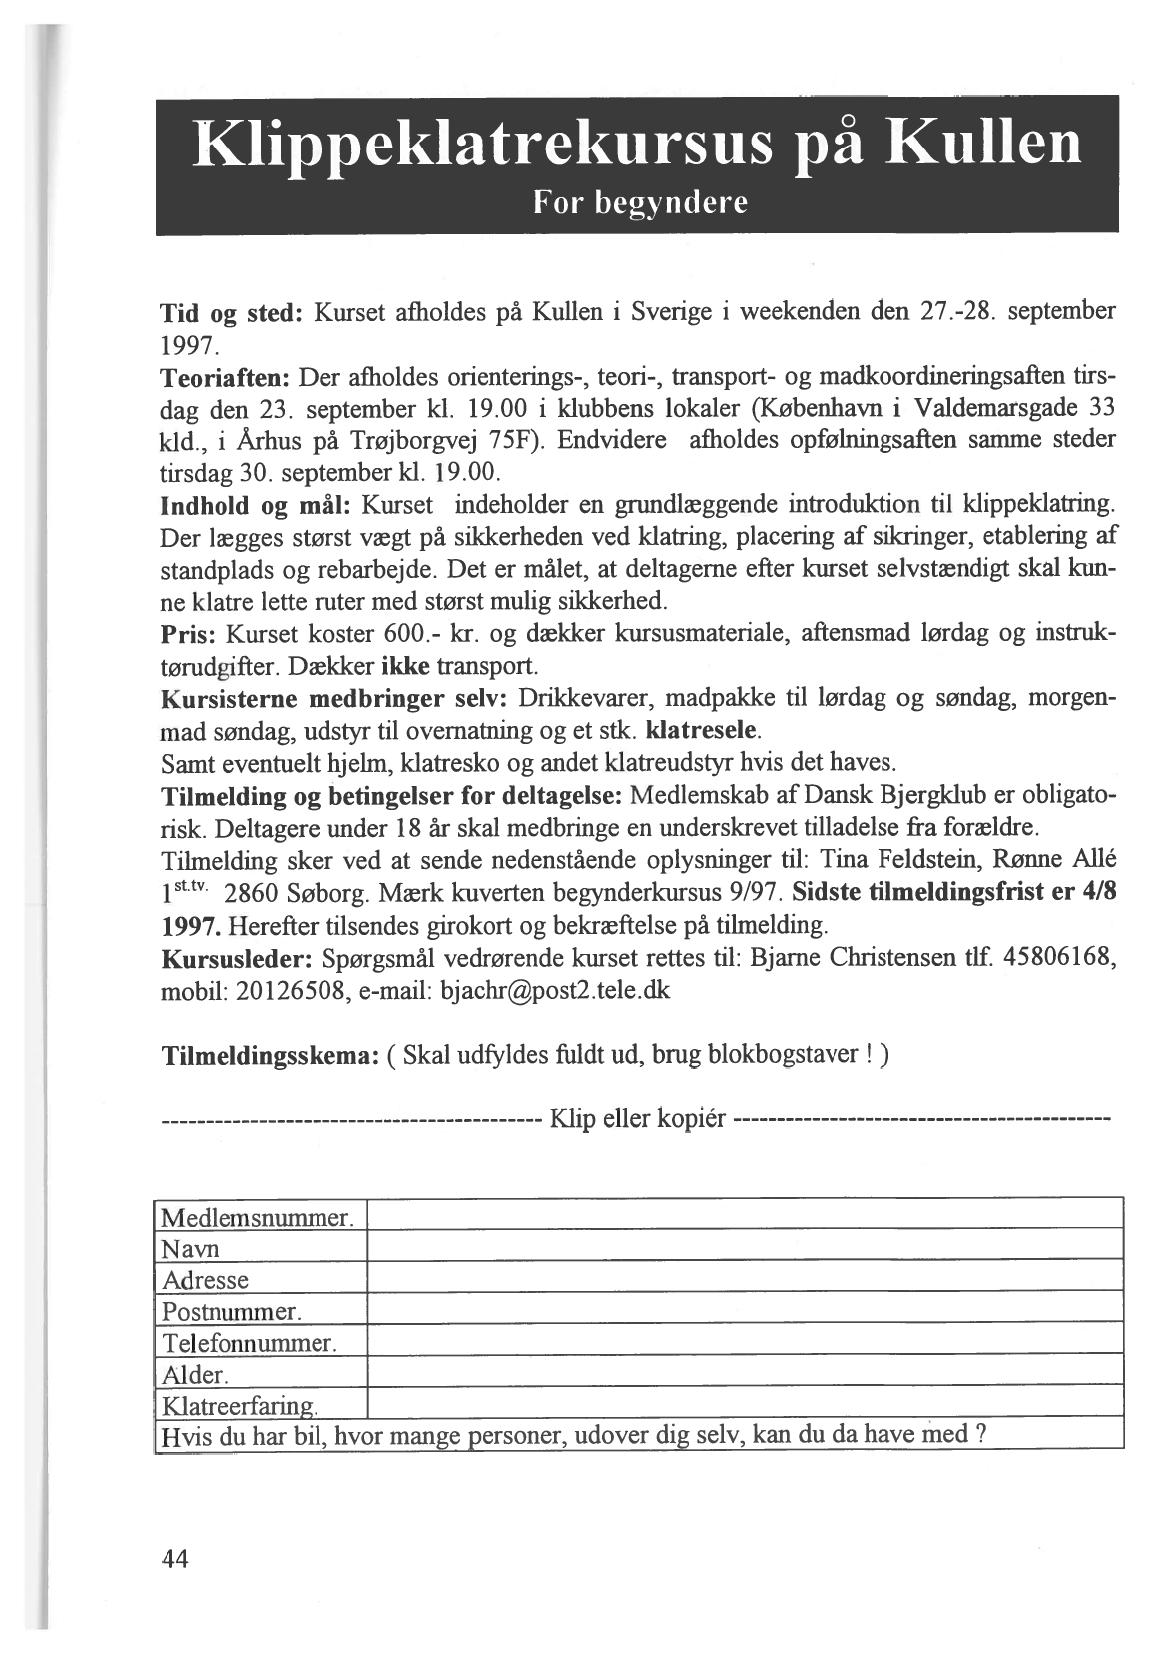 Klippeklatrekursus på Kullen
For begyndere
Tid og sted: Kurset afholdes på Kullen i Sverige i weekenden den 27.-28. september
1997.
Teoriaften: Der afholdes orienterings-, teori-, transport- og madkoordineringsaften tirs-
dag den 23. september kl. 19.00 i klubbens lokaler (København i Valdemarsgade 33
kld., i Århus på Trøjborgvej 75F). Endvidere afholdes opfølningsaften samme steder
tirsdag 30. september kl. 19.00.
Indhold og mål: Kurset indeholder en grundlæggende introduktion til klippeklatring.
Der lægges størst vægt på sikkerheden ved klatring, placering af sikringer, etablering af
standplads og rebarbejde. Det er målet, at deltagerne efter kurset selvstændigt skal kun-
ne klatre lette ruter med størst mulig sikkerhed.
Pris: Kurset koster 600.- kr. og dækker kursusmateriale, aftensmad lørdag og instruk-
tørudgifter. Dækker ikke transport.
Kursisterne medbringer selv: Drikkevarer, madpakke til lørdag og søndag, morgen-
mad søndag, udstyr til overnatning og et stk. klatresele.
Samt eventuelt hjelm, klatresko og andet klatreudstyr hvis det haves.
Tilmelding og betingelser for deltagelse: Medlemskab af Dansk Bjergklub er obligato-
risk. Deltagere under 18 år skal medbringe en underskrevet tilladelse fra forældre.
Tilmelding sker ved at sende nedenstående oplysninger til: Tina Feldstein, Rønne Allé
1st.tv. 2860 Søborg. Mærk kuverten begynderkursus 9/97. Sidste tilmeldingsfrist er 4/8
1997. Herefter tilsendes girokort og bekræftelse på tilmelding.
Kursusleder: Spørgsmål vedrørende kurset rettes til: Bjarne Christensen tlf. 45806168,
mobil: 20126508, e-mail: bjachr@post2.tele.dk
Tilmeldingsskema: ( Skal udfyldes fuldt ud, brug blokbogstaver ! )
------------------------------------------- Klip eller kopiér -------------------------------------------
Medlemsnummer.
Navn
Adresse
Postnummer.
Telefonnummer.
Alder.
Klatreerfaring.
Hvis du har bil, hvor mange personer, udover dig selv, kan du da have med ?
44